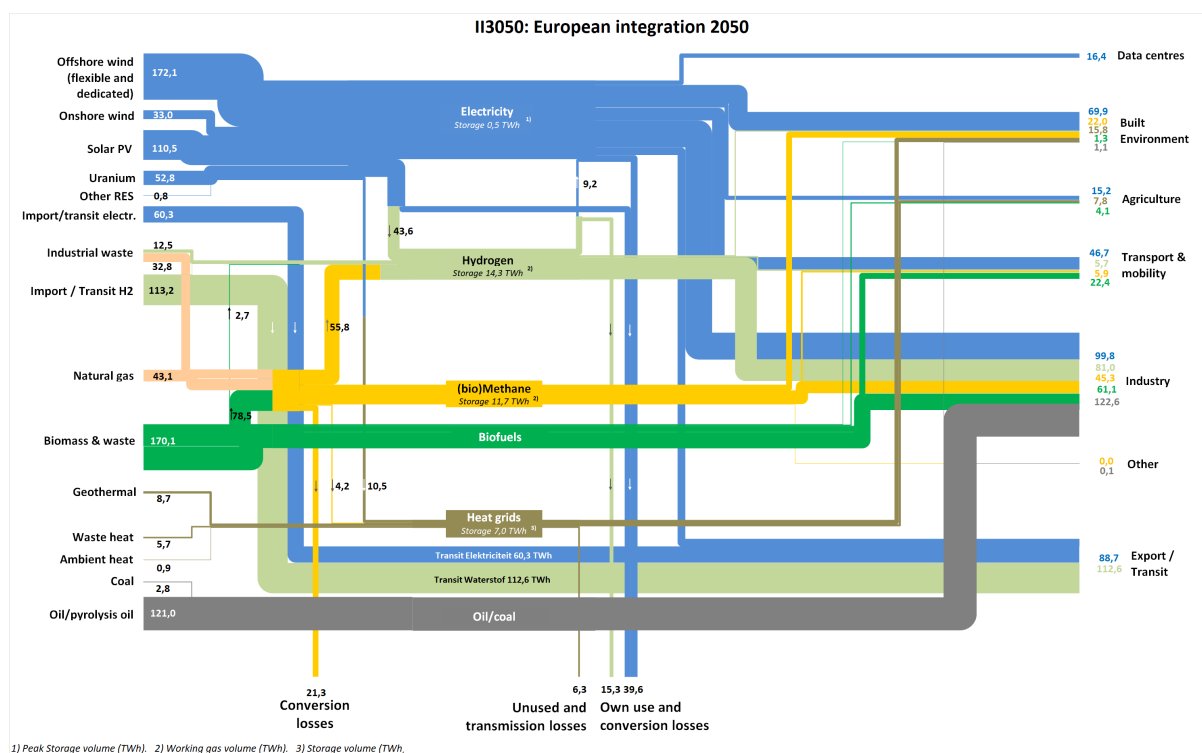 II3050: European integration 2050
Offshore wind
(flexible and
dedicated)
172,1
Onshore wind
33,0
Solar PV
110,5
Uranium
52,8
Other RES
0,8
Import/transit electr.
60,3
Industrial waste
12,5
32,8
Import / Transit H2
113,2
2,7
Natural gas
43,1
78,5
Biomass & waste
170,1
Geothermal
8,7
Waste heat
5,7
Ambient heat
0,9
Coal
2,8
Oil/pyrolysis oil
121,0
Electricity
Storage 0,5 TWh 1)
9,2
43,6
Hydrogen
Storage 14,3 TWh 2)
55,8
(bio)Methane
Storage 11,7 TWh 2)
Biofuels
4,2
10,5
Heat grids
Storage 7,0 TWh 3)
Transit Elektriciteit 60,3 TWh
Transit Waterstof 112,6 TWh
Oil/coal
16,4
Data centres
69,9
22,0
15,8
1,3
1,1
Built
Environment
15,2
7,8
4,1
Agriculture
46,7
5,7
5,9
22,4
Transport &
mobility
99,8
81,0
45,3
61,1
122,6
Industry
0,0
0,1
Other
88,7
112,6
Export /
Transit
21,3
Conversion
losses
6,3
Unused and
transmission losses
15,3 39,6
Own use and
conversion losses
1) Peak Storage volume (TWh). 2) Working gas volume (TWh). 3) Storage volume (TWh